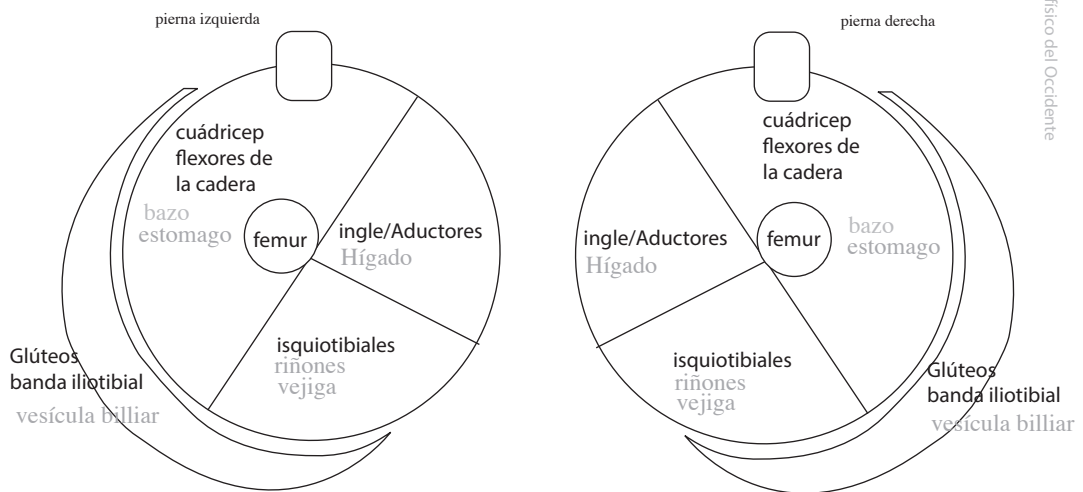 pierna izquierda
cuádricep
flexores de
la cadera
bazo
estomago
femur
ingle/Aductores
Hígado
isquiotibiales
riñones
vejiga
Glúteos
banda iliotibial
vesícula billiar
pierna derecha
cuádricep
flexores de
la cadera
ingle/Aductores
Hígado
femur
bazo
estomago
isquiotibiales
riñones
vejiga
Glúteos
banda iliotibial
vesícula billiar
físico del Occidente